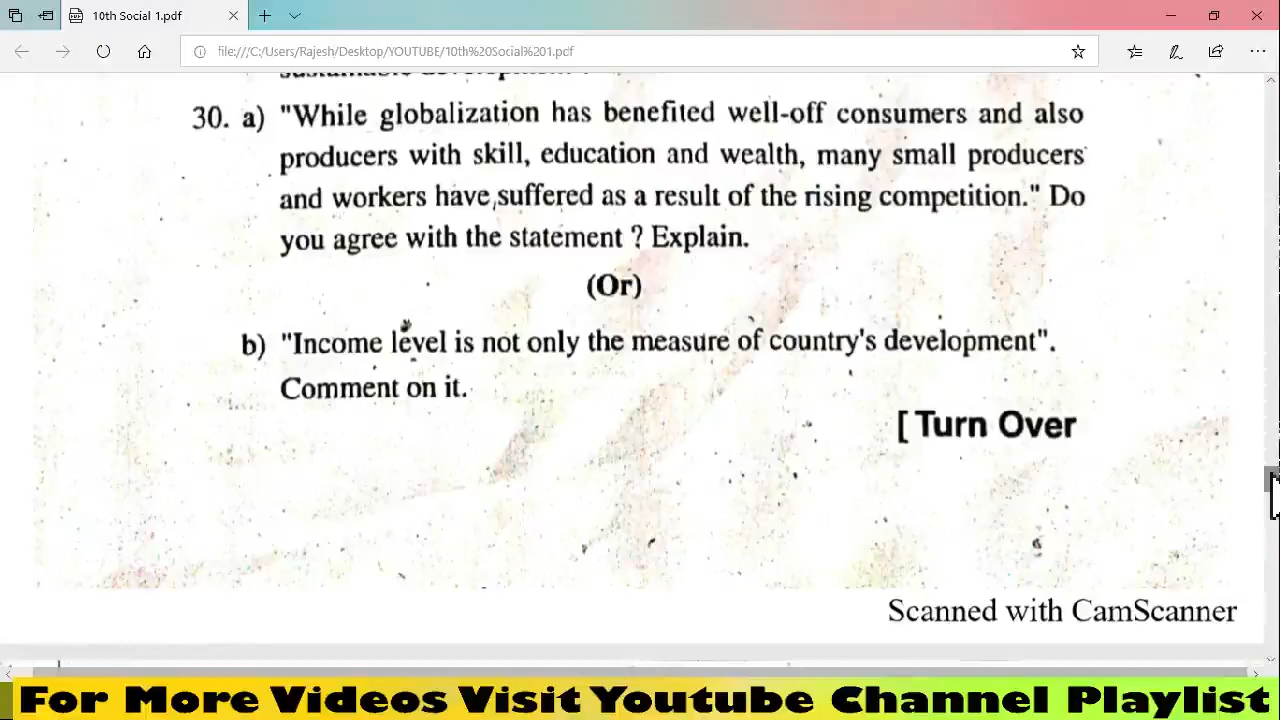 10th Social 1.pdf
file:///C:/Users/Rajesh/Desktop/YOUTUBE/10th%20Social%201.pdf
30. a) "While globalization has benefited well-off consumers and also
producers with skill, education and wealth, many small producers
and workers have suffered as a result of the rising competition." Do
you agree with the statement ? Explain.
(Or)
b) "Income level is not only the measure of country's development".
Comment on it.
[ Turn Over
Scanned with CamScanner
For More Videos Visit Youtube Channel Playlist